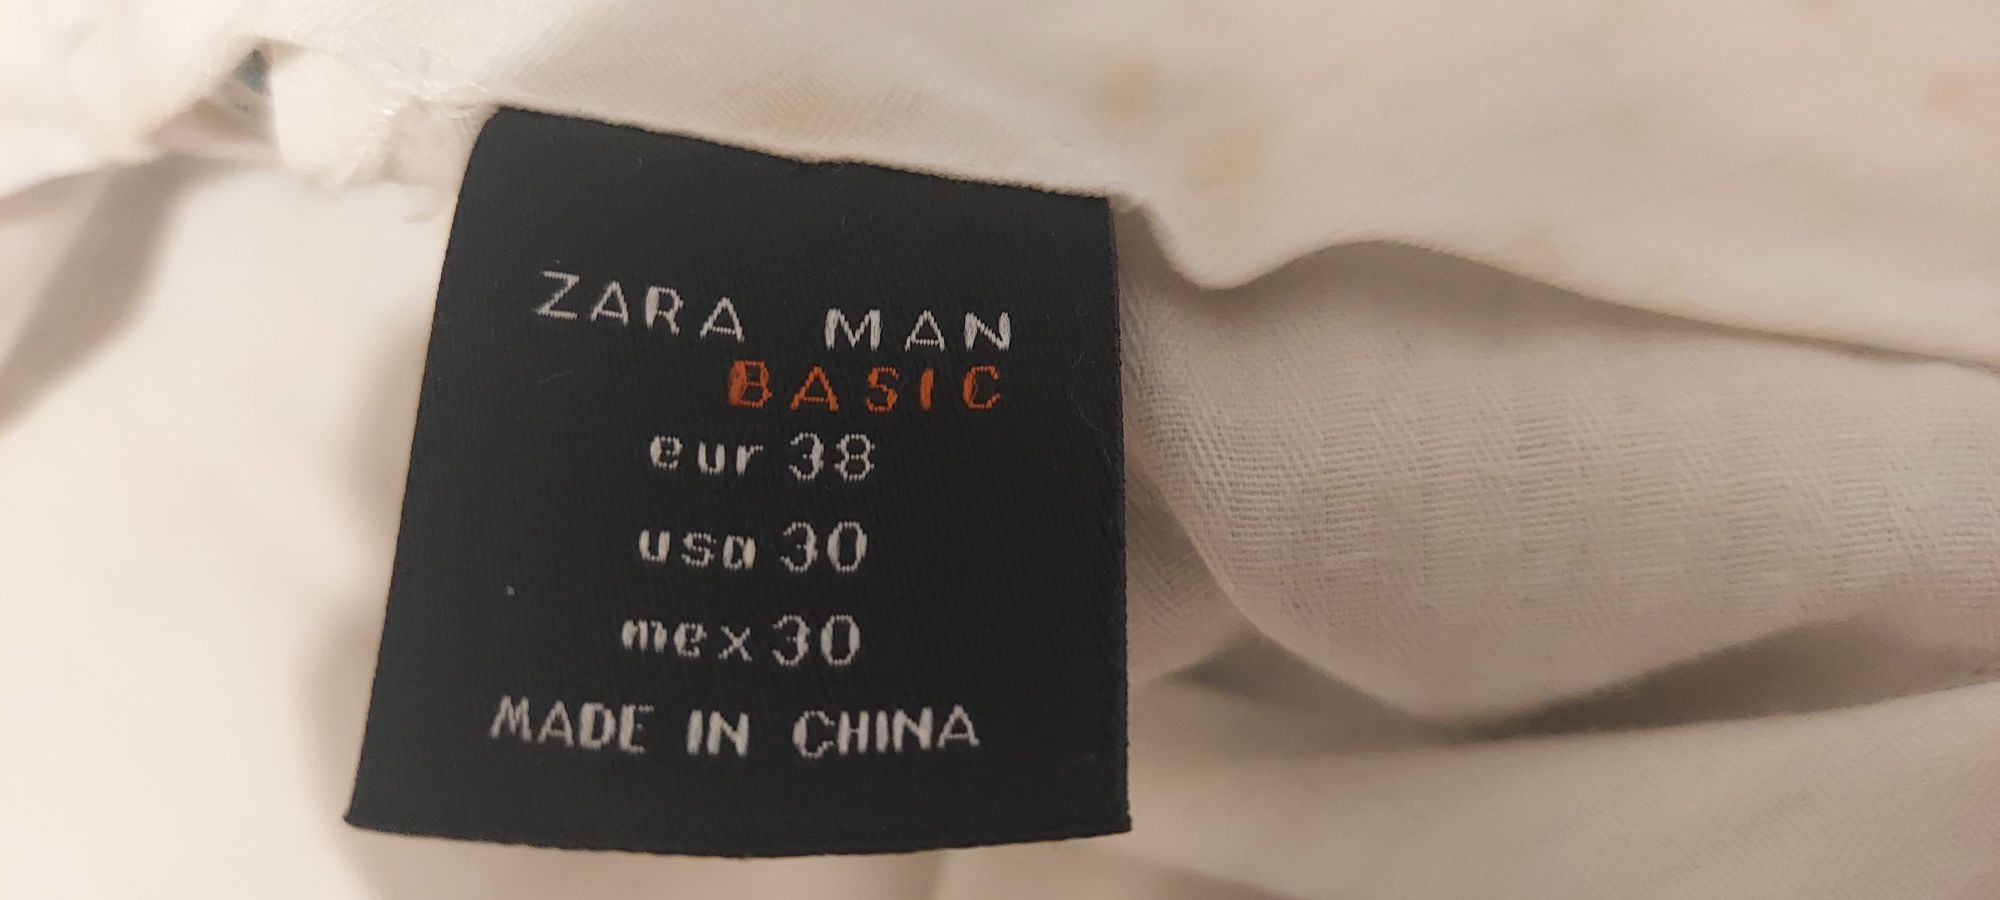 ZARA MAN
BASIC
eur 38
usa 30
mex 30
MADE IN CHINA